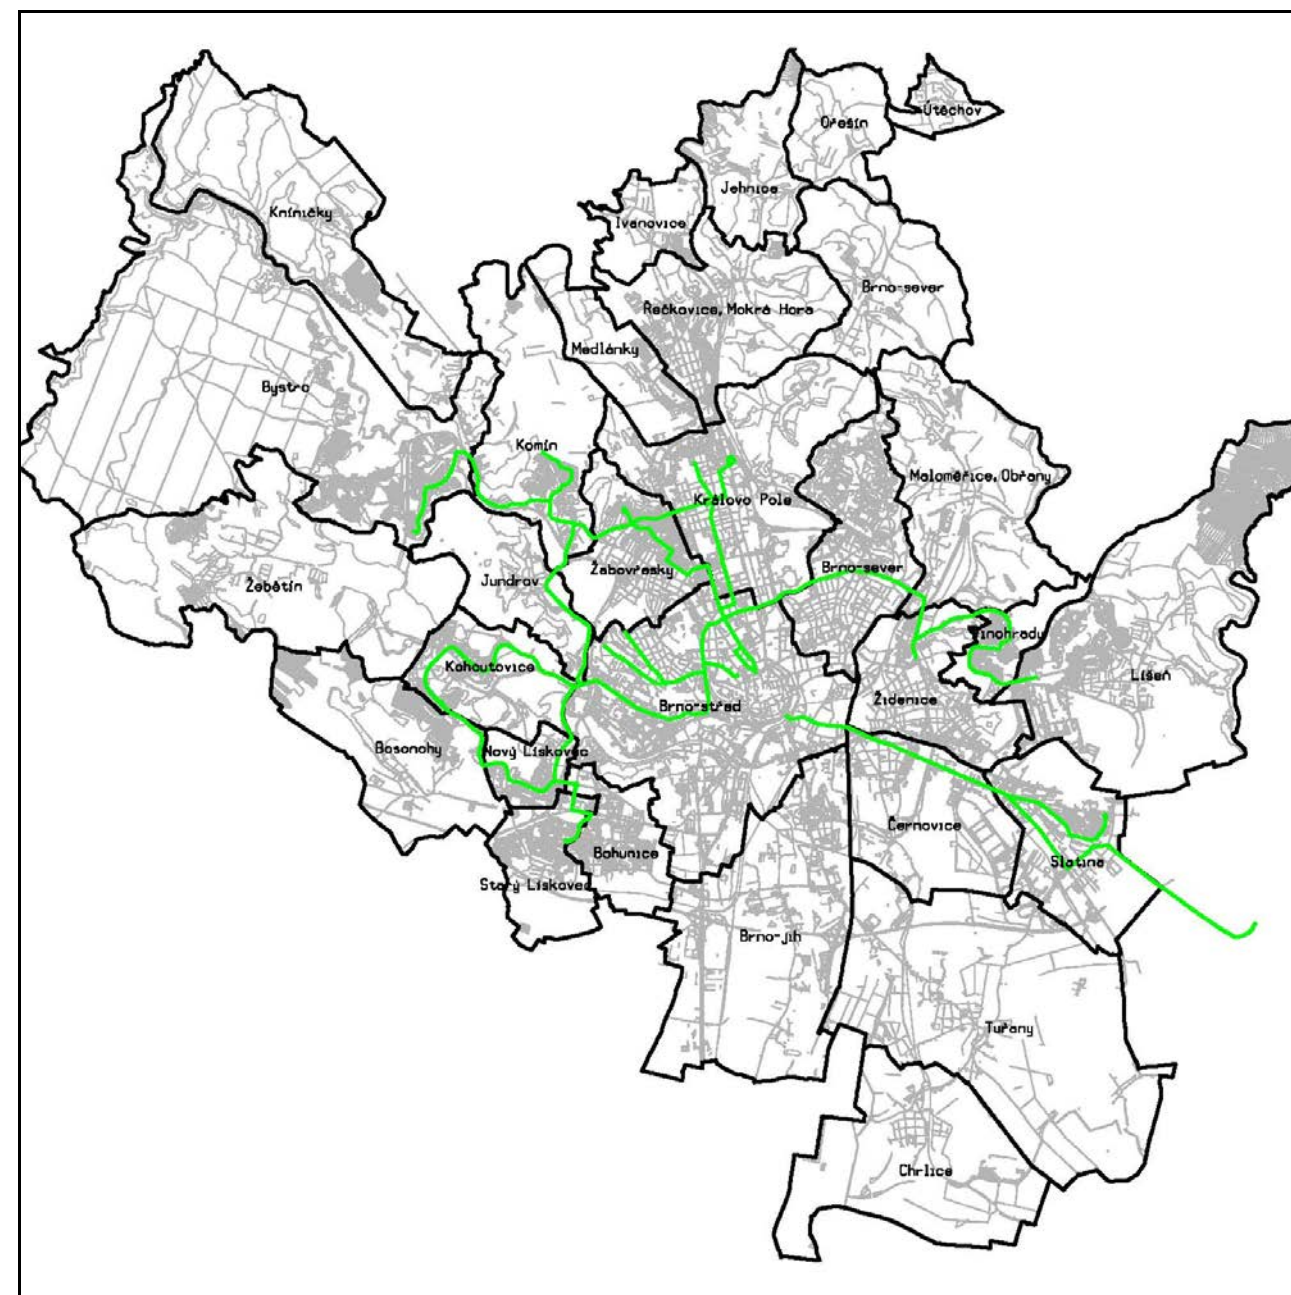 Útěchov
Ořešín
Jehnice
Kníničky
Ivanovice
Brno-sever
Řečkovice, Mokrá Hora
Medlánky
Bystrc
Komín
Maloměřice, Obřany
Královo Pole
Žabovřesky
Brno-sever
Jundrov
Žebětín
Vinohrady
Kohoutovice
Líšeň
Židenice
Brno-střed
Bosonohy
Nový Lískovec
Černovice
Bohunice
Slatina
Starý Lískovec
Brno-jih
Tuřany
Chrlice